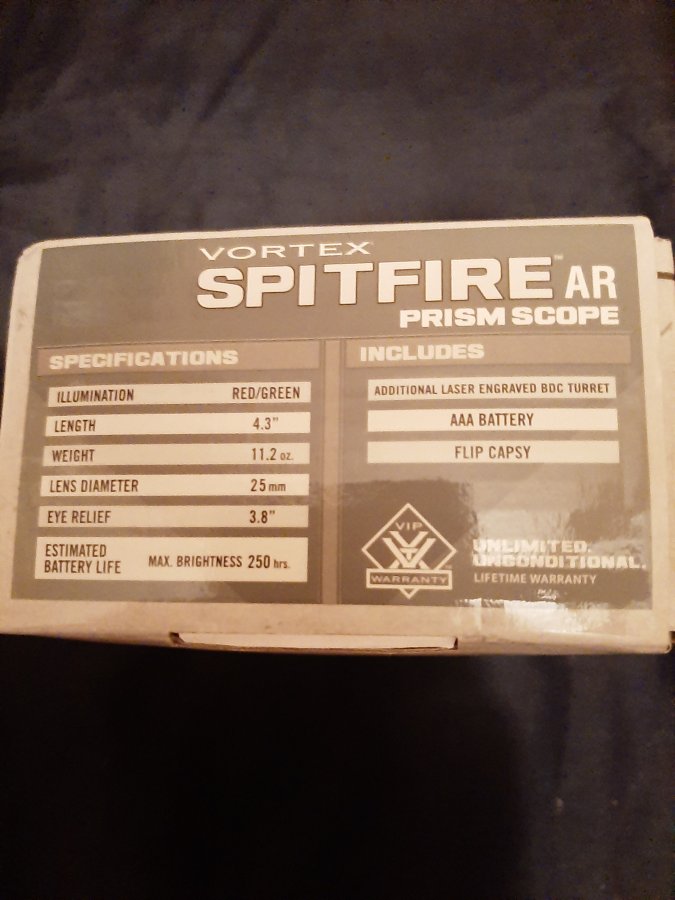 VORTEX®
SPITFIRE™ AR
PRISM SCOPE
SPECIFICATIONS
ILLUMINATION RED/GREEN
LENGTH 4.3"
WEIGHT 11.2 oz.
LENS DIAMETER 25 mm
EYE RELIEF 3.8"
ESTIMATED
BATTERY LIFE MAX. BRIGHTNESS 250 hrs.
INCLUDES
ADDITIONAL LASER ENGRAVED BDC TURRET
AAA BATTERY
FLIP CAPSY
VIP
WARRANTY
UNLIMITED.
UNCONDITIONAL.
LIFETIME WARRANTY